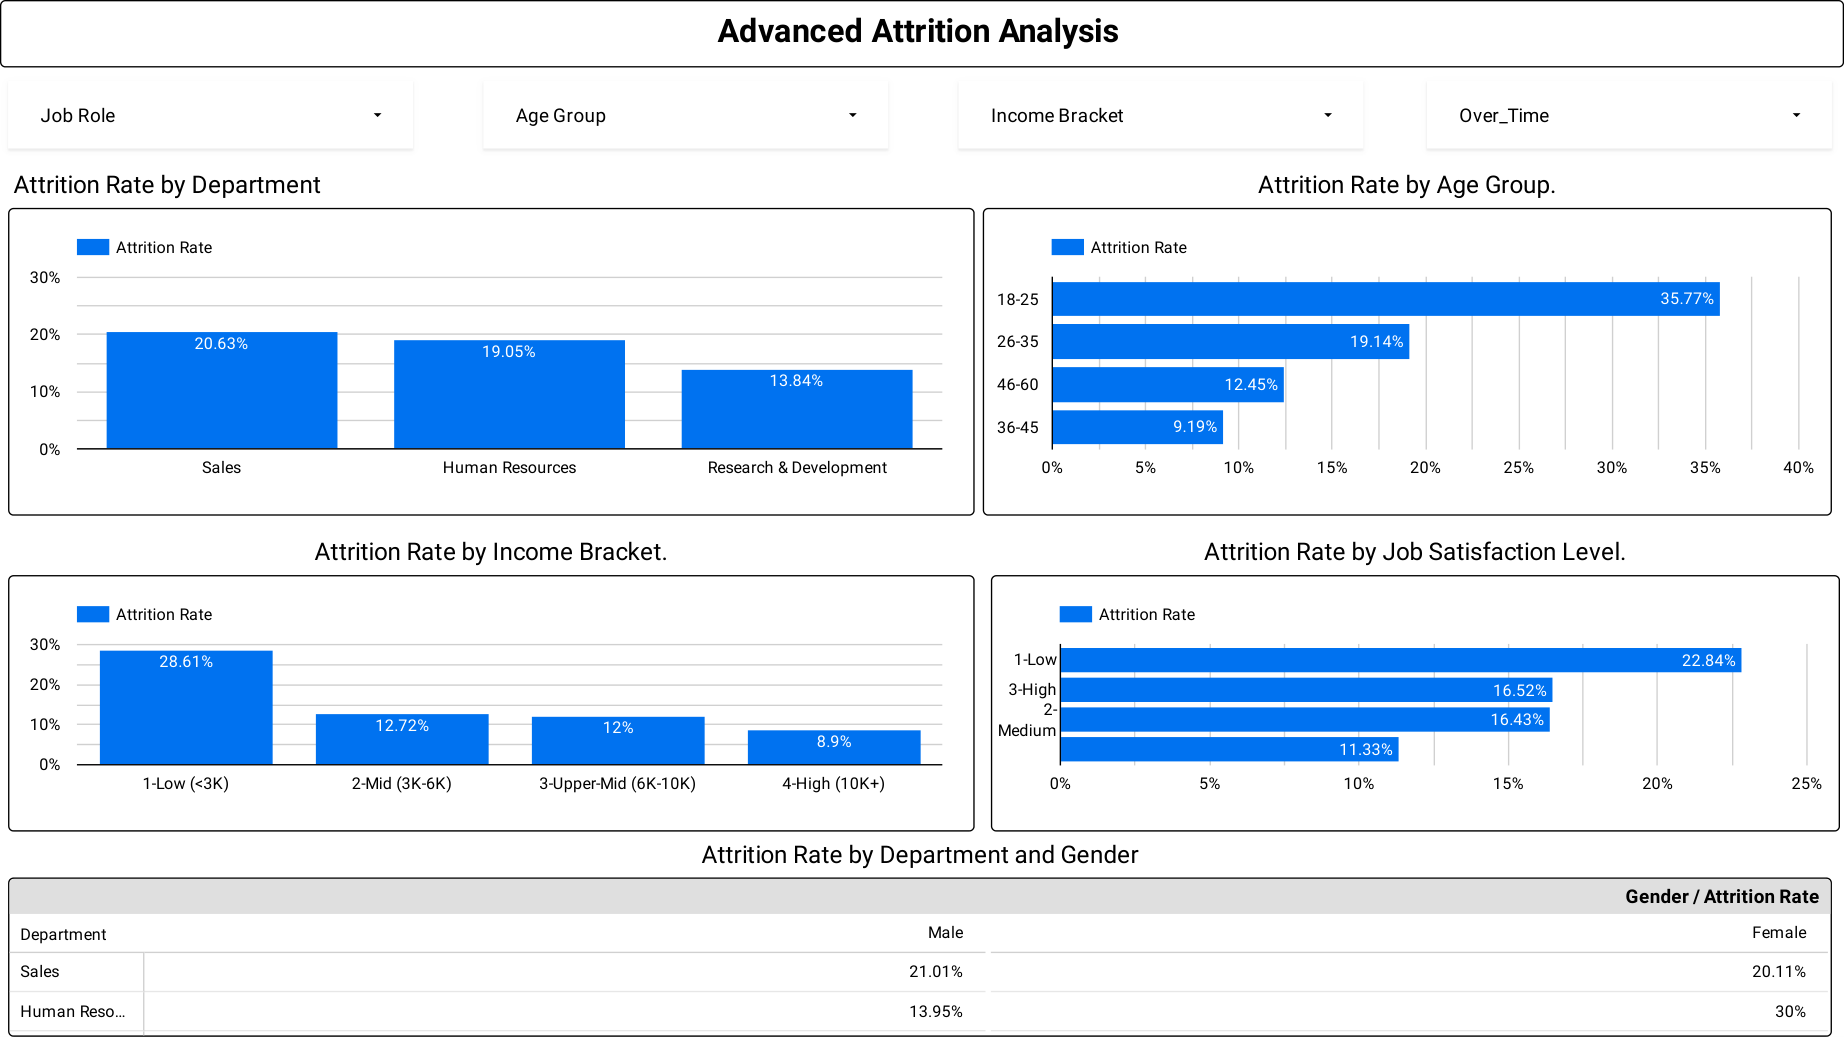 Advanced Attrition Analysis
Job Role
Age Group
Income Bracket
Over_Time
Attrition Rate by Department
Attrition Rate
30%
20%
10%
0%
20.63%
19.05%
13.84%
Sales
Human Resources
Research & Development
Attrition Rate by Age Group.
Attrition Rate
18-25
35.77%
26-35
19.14%
46-60
12.45%
36-45
9.19%
0%
5%
10%
15%
20%
25%
30%
35%
40%
Attrition Rate by Income Bracket.
Attrition Rate
30%
20%
10%
0%
28.61%
12.72%
12%
8.9%
1-Low (<3K)
2-Mid (3K-6K)
3-Upper-Mid (6K-10K)
4-High (10K+)
Attrition Rate by Job Satisfaction Level.
Attrition Rate
1-Low
22.84%
3-High
16.52%
2-
Medium
16.43%
11.33%
0%
5%
10%
15%
20%
25%
Attrition Rate by Department and Gender
Gender / Attrition Rate
Department
Male
Female
Sales
21.01%
20.11%
Human Reso...
13.95%
30%